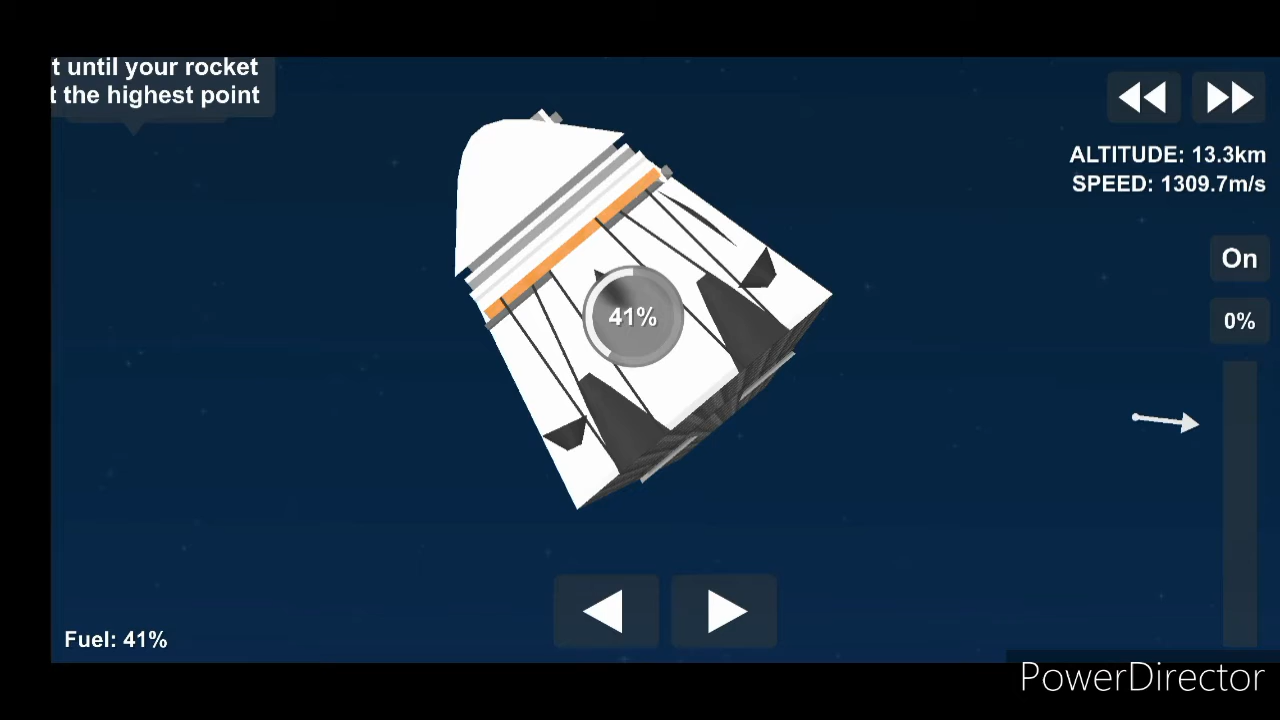 t until your rocket
t the highest point
ALTITUDE: 13.3km
SPEED: 1309.7m/s
On
0%
41%
Fuel: 41%
PowerDirector